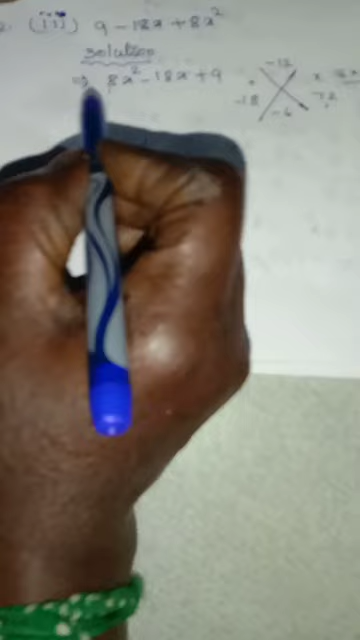 (iii) 9 - 18x + 8x²
solution
⇒ 8x² - 18x + 9
-12
+ x
-18 72
-6